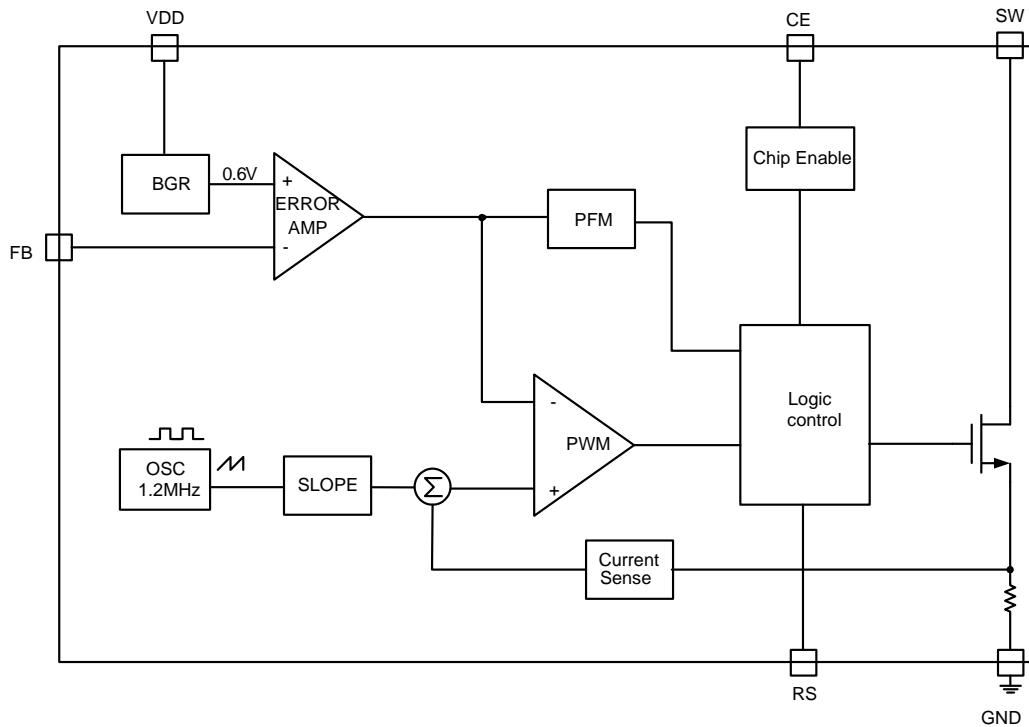 VDD
CE
SW
BGR
0.6V
+
ERROR
AMP
-
Chip Enable
PFM
FB
Logic
control
-
PWM
+
OSC
1.2MHz
SLOPE
Σ
Current
Sense
RS
GND